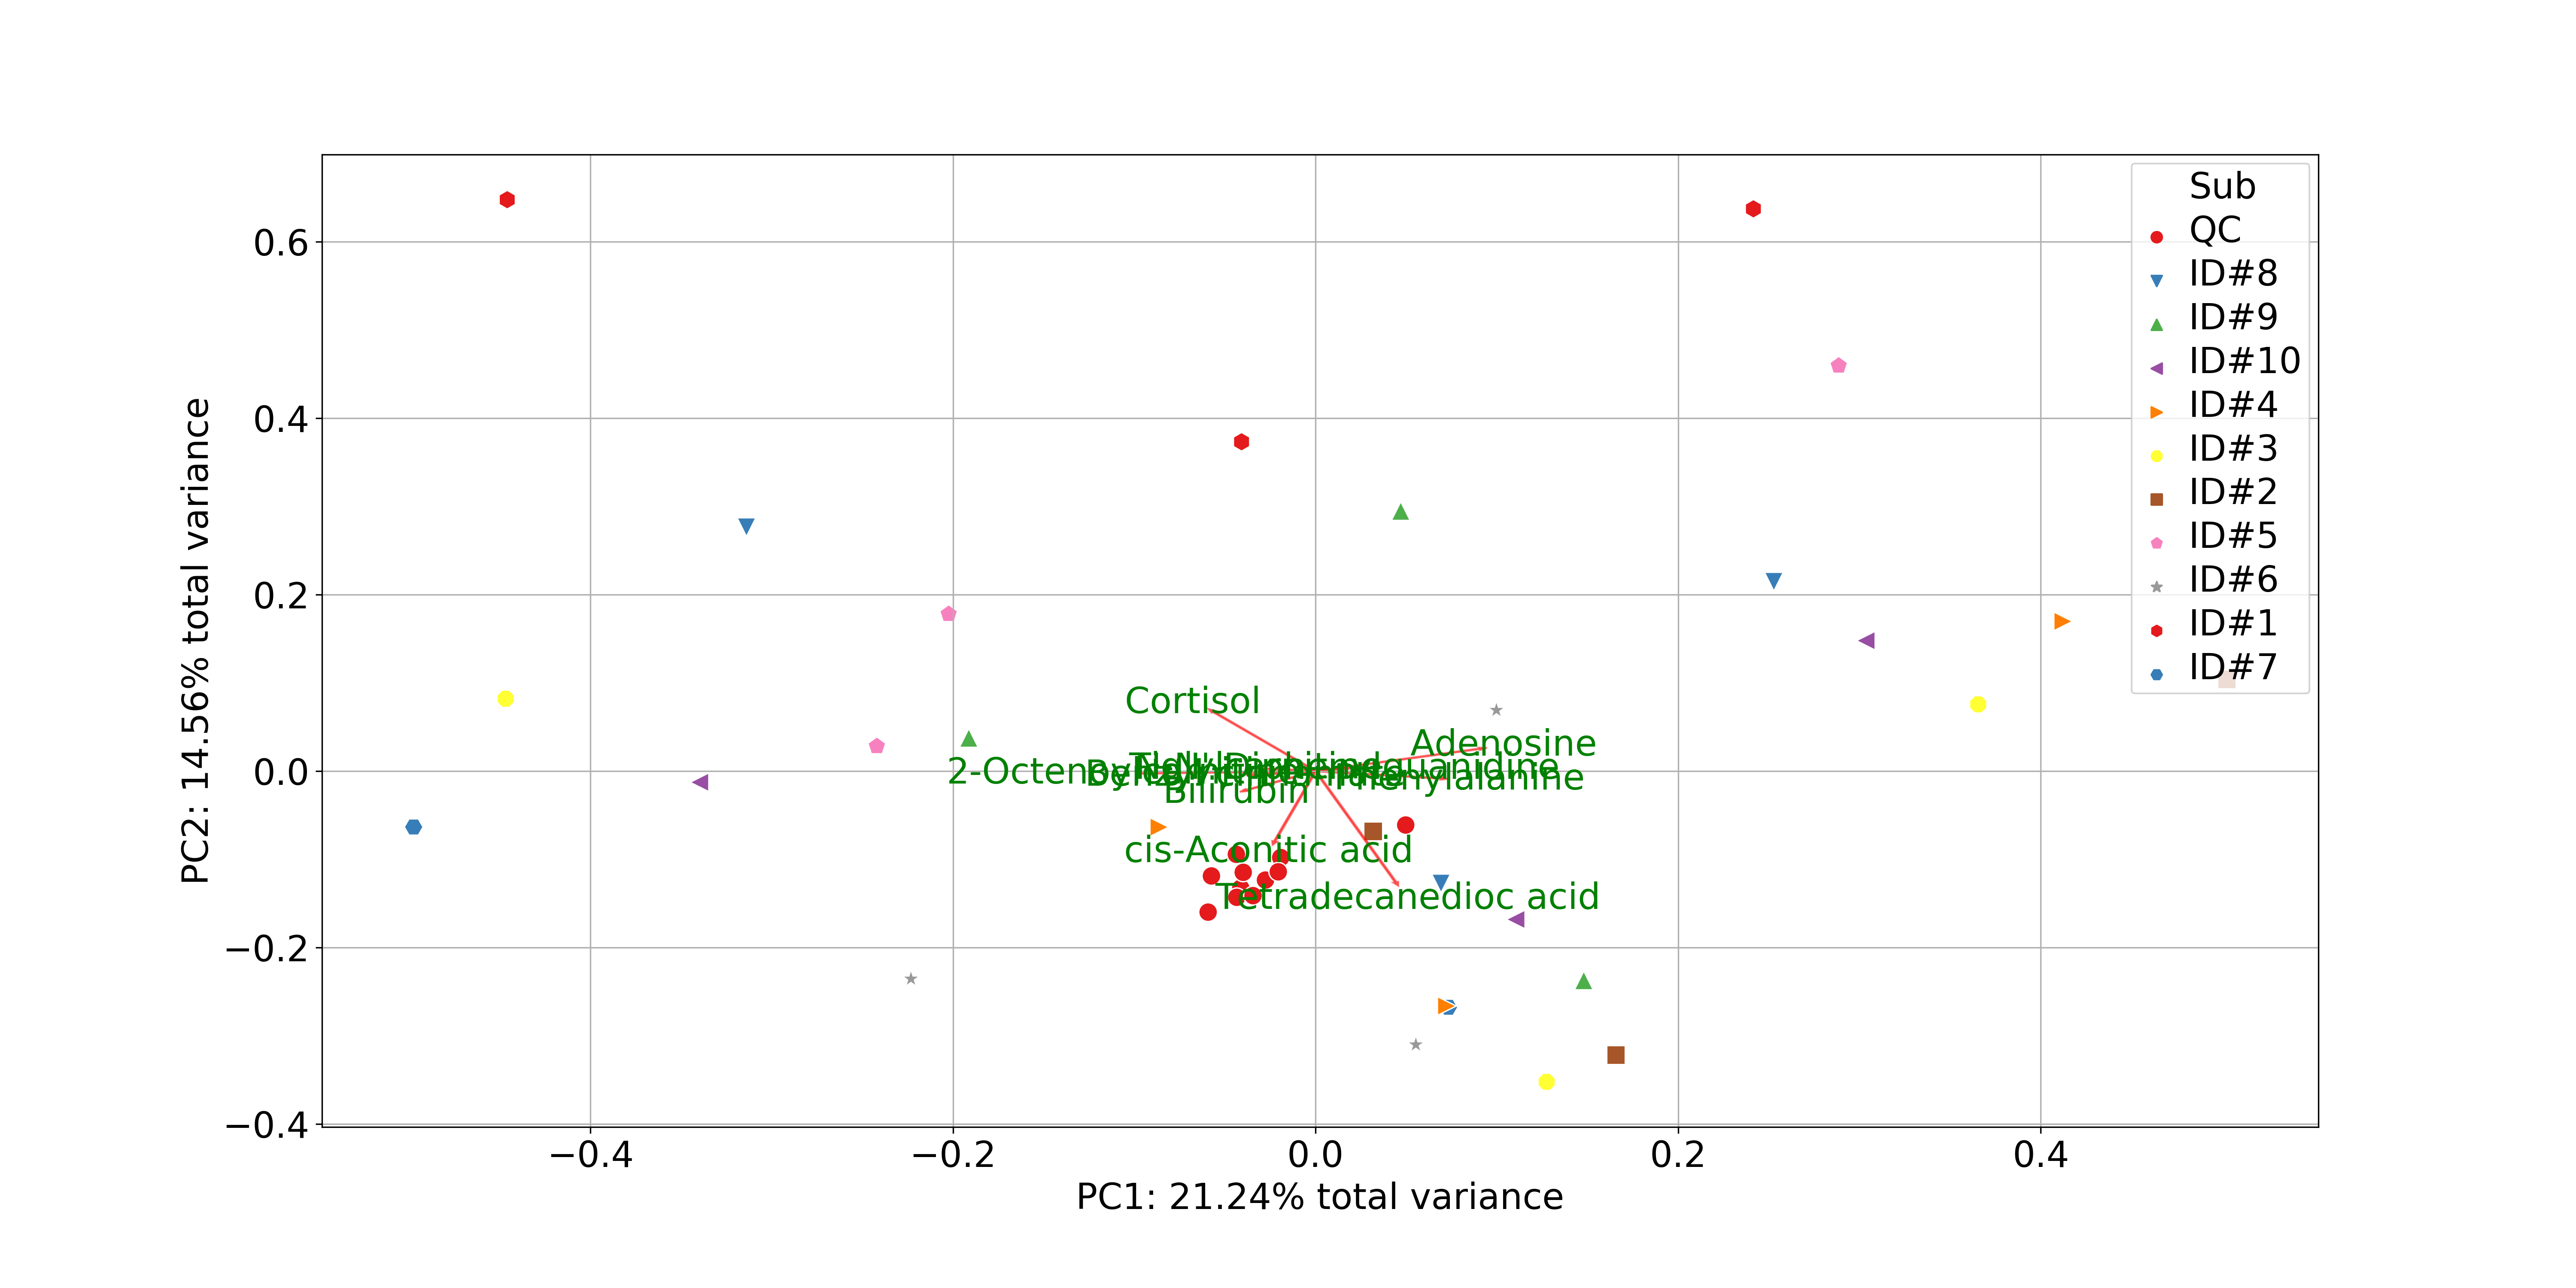 Sub
QC
ID#8
ID#9
ID#10
ID#4
ID#3
ID#2
ID#5
ID#6
ID#1
ID#7
0.6
0.4
0.2
0.0
−0.2
−0.4
PC2: 14.56% total variance
Cortisol
Adenosine
Bilirubin
cis-Aconitic acid
Tetradecanedioc acid
−0.4
−0.2
0.0
0.2
0.4
PC1: 21.24% total variance